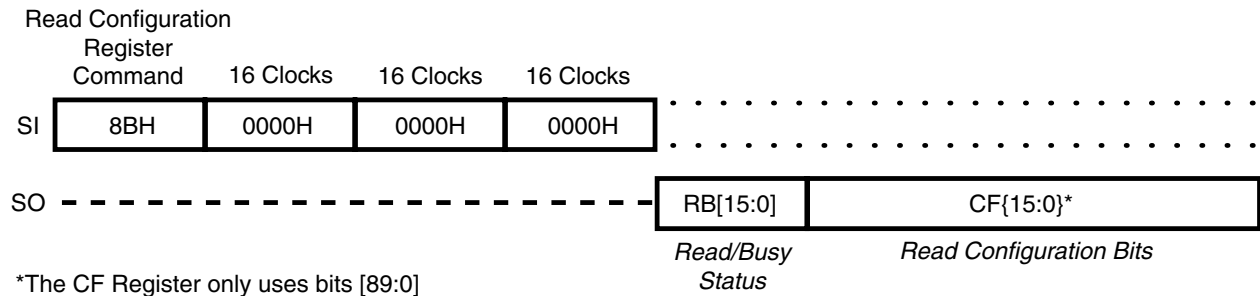 Read Configuration
Register
Command
16 Clocks
16 Clocks
16 Clocks
SI
8BH
0000H
0000H
0000H
SO
RB[15:0]
CF{15:0}*
Read/Busy
Status
Read Configuration Bits
*The CF Register only uses bits [89:0]